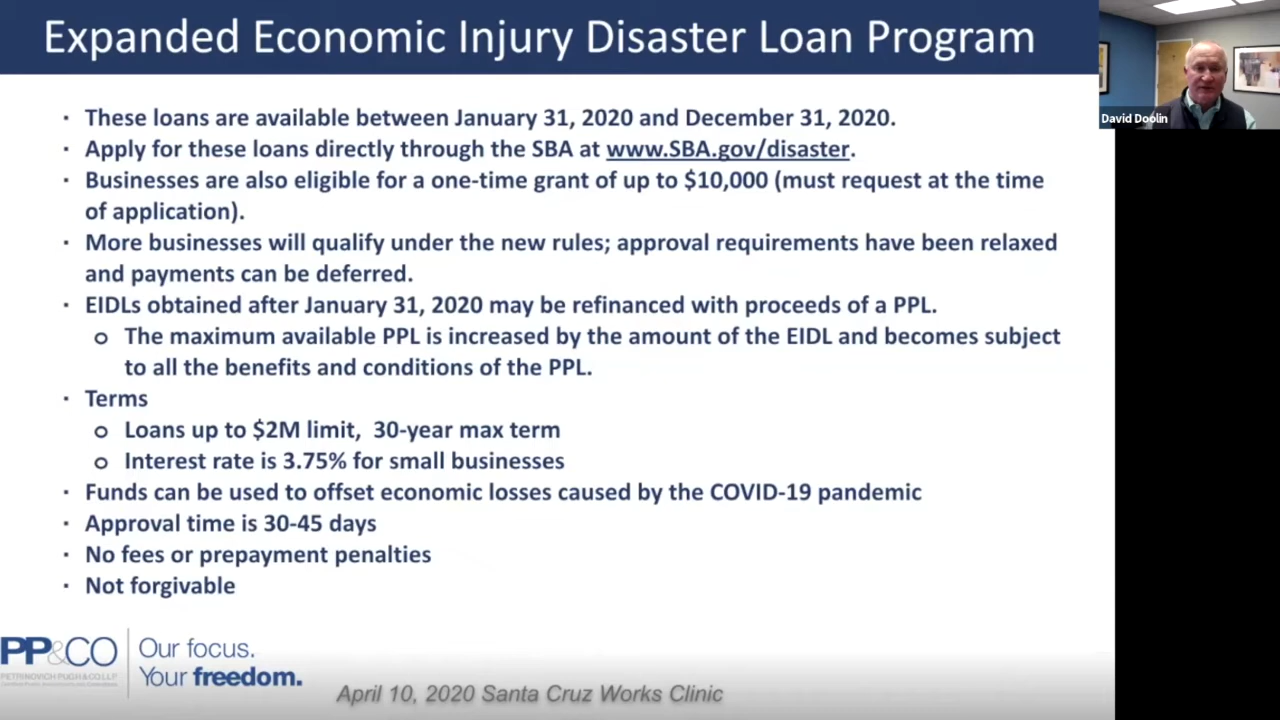 Expanded Economic Injury Disaster Loan Program
David Doolin
· These loans are available between January 31, 2020 and December 31, 2020.
· Apply for these loans directly through the SBA at www.SBA.gov/disaster.
· Businesses are also eligible for a one-time grant of up to $10,000 (must request at the time
of application).
· More businesses will qualify under the new rules; approval requirements have been relaxed
and payments can be deferred.
· EIDLs obtained after January 31, 2020 may be refinanced with proceeds of a PPL.
o The maximum available PPL is increased by the amount of the EIDL and becomes subject
to all the benefits and conditions of the PPL.
· Terms
o Loans up to $2M limit, 30-year max term
o Interest rate is 3.75% for small businesses
· Funds can be used to offset economic losses caused by the COVID-19 pandemic
· Approval time is 30-45 days
· No fees or prepayment penalties
· Not forgivable
PP&CO
PETRINOVICH PUGH & CO.LLP
Our focus.
Your freedom.
April 10, 2020 Santa Cruz Works Clinic